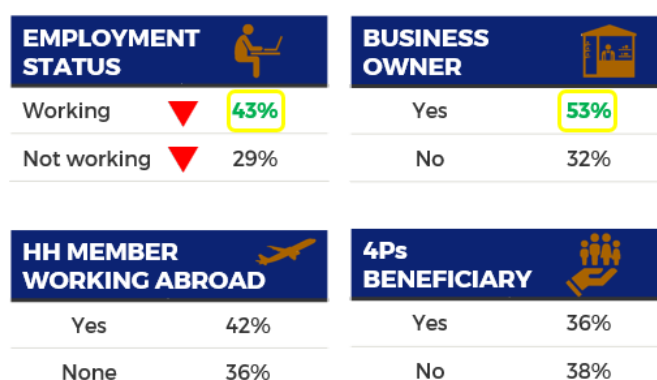 EMPLOYMENT
STATUS
Working 43%
Not working 29%
BUSINESS
OWNER
Yes 53%
No 32%
HH MEMBER
WORKING ABROAD
Yes 42%
None 36%
4Ps
BENEFICIARY
Yes 36%
No 38%